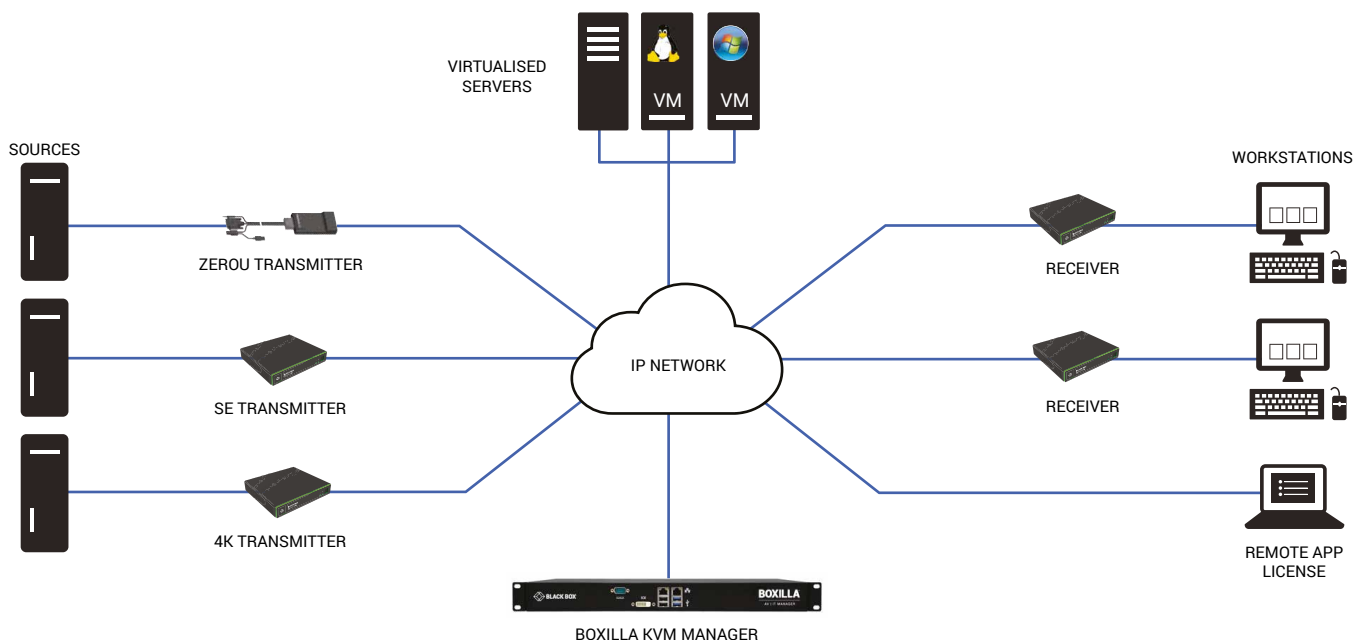 VIRTUALISED
SERVERS
VM
VM
SOURCES
WORKSTATIONS
ZEROU TRANSMITTER
RECEIVER
IP NETWORK
SE TRANSMITTER
RECEIVER
4K TRANSMITTER
REMOTE APP
LICENSE
BLACK BOX
BOXILLA
BOXILLA KVM MANAGER